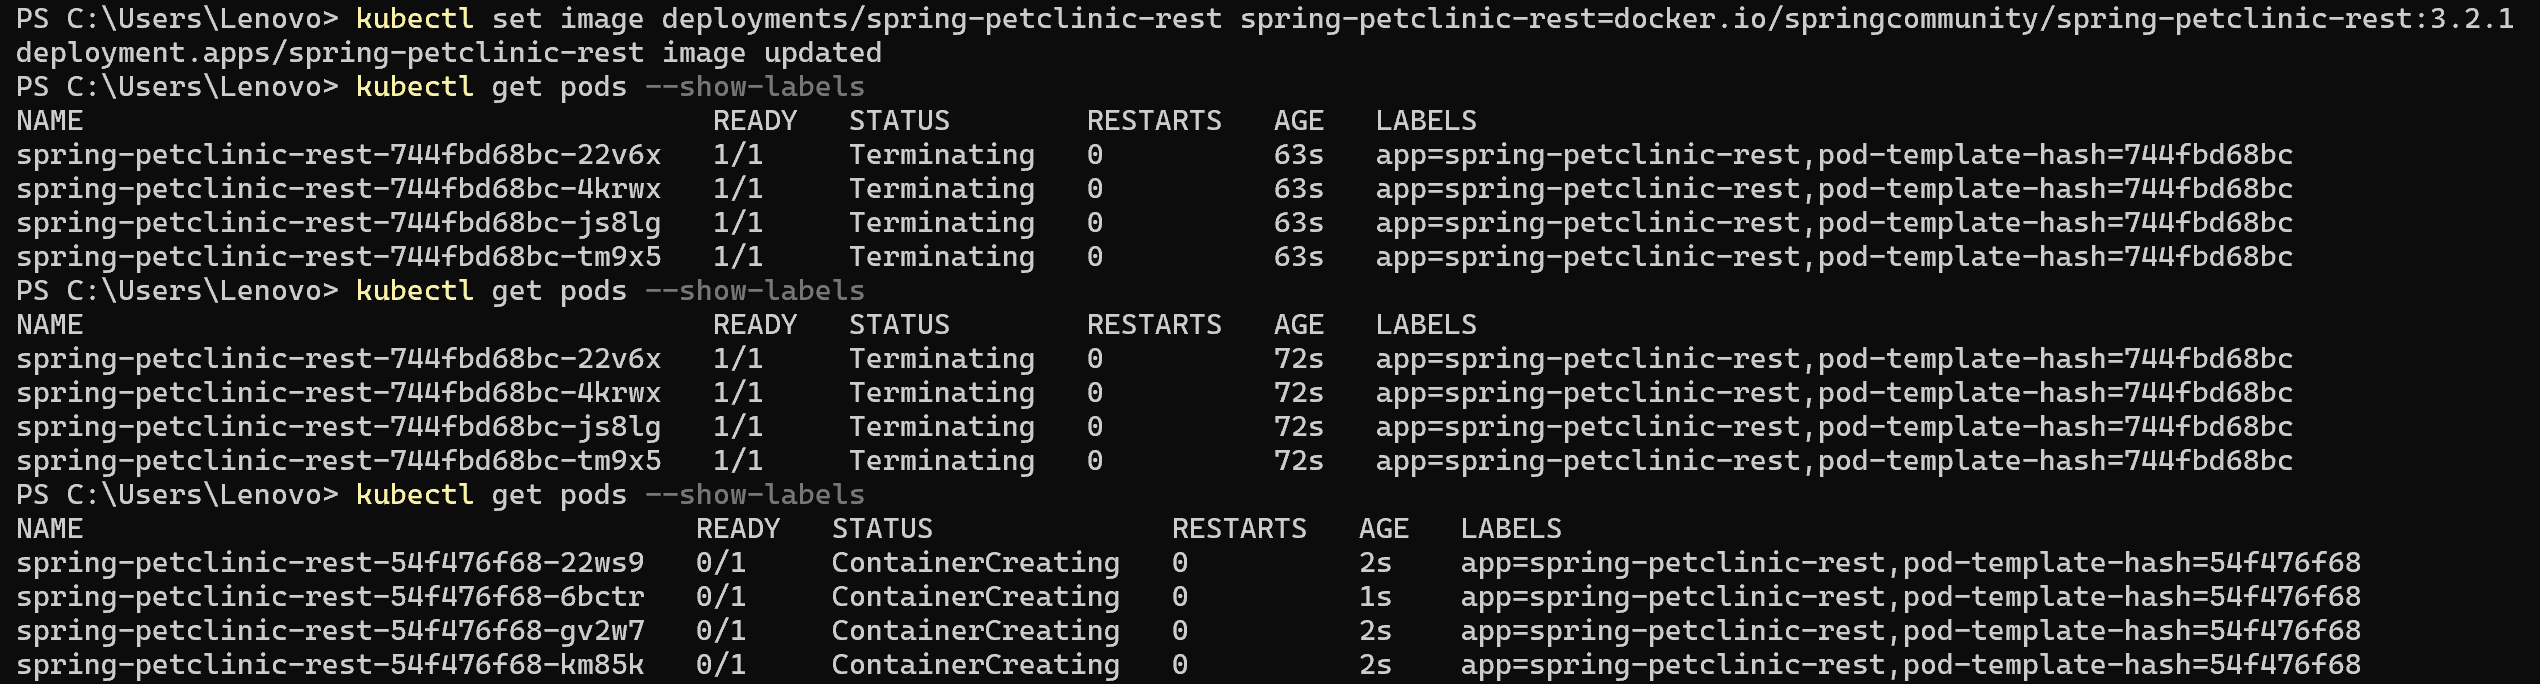 PS C:\Users\Lenovo> kubectl set image deployments/spring-petclinic-rest spring-petclinic-rest=docker.io/springcommunity/spring-petclinic-rest:3.2.1
deployment.apps/spring-petclinic-rest image updated
PS C:\Users\Lenovo> kubectl get pods --show-labels
NAME                                     READY   STATUS        RESTARTS   AGE   LABELS
spring-petclinic-rest-744fbd68bc-22v6x   1/1     Terminating   0          63s   app=spring-petclinic-rest,pod-template-hash=744fbd68bc
spring-petclinic-rest-744fbd68bc-4krwx   1/1     Terminating   0          63s   app=spring-petclinic-rest,pod-template-hash=744fbd68bc
spring-petclinic-rest-744fbd68bc-js8lg   1/1     Terminating   0          63s   app=spring-petclinic-rest,pod-template-hash=744fbd68bc
spring-petclinic-rest-744fbd68bc-tm9x5   1/1     Terminating   0          63s   app=spring-petclinic-rest,pod-template-hash=744fbd68bc
PS C:\Users\Lenovo> kubectl get pods --show-labels
NAME                                     READY   STATUS        RESTARTS   AGE   LABELS
spring-petclinic-rest-744fbd68bc-22v6x   1/1     Terminating   0          72s   app=spring-petclinic-rest,pod-template-hash=744fbd68bc
spring-petclinic-rest-744fbd68bc-4krwx   1/1     Terminating   0          72s   app=spring-petclinic-rest,pod-template-hash=744fbd68bc
spring-petclinic-rest-744fbd68bc-js8lg   1/1     Terminating   0          72s   app=spring-petclinic-rest,pod-template-hash=744fbd68bc
spring-petclinic-rest-744fbd68bc-tm9x5   1/1     Terminating   0          72s   app=spring-petclinic-rest,pod-template-hash=744fbd68bc
PS C:\Users\Lenovo> kubectl get pods --show-labels
NAME                                    READY   STATUS              RESTARTS   AGE   LABELS
spring-petclinic-rest-54f476f68-22ws9   0/1     ContainerCreating   0          2s    app=spring-petclinic-rest,pod-template-hash=54f476f68
spring-petclinic-rest-54f476f68-6bctr   0/1     ContainerCreating   0          1s    app=spring-petclinic-rest,pod-template-hash=54f476f68
spring-petclinic-rest-54f476f68-gv2w7   0/1     ContainerCreating   0          2s    app=spring-petclinic-rest,pod-template-hash=54f476f68
spring-petclinic-rest-54f476f68-km85k   0/1     ContainerCreating   0          2s    app=spring-petclinic-rest,pod-template-hash=54f476f68